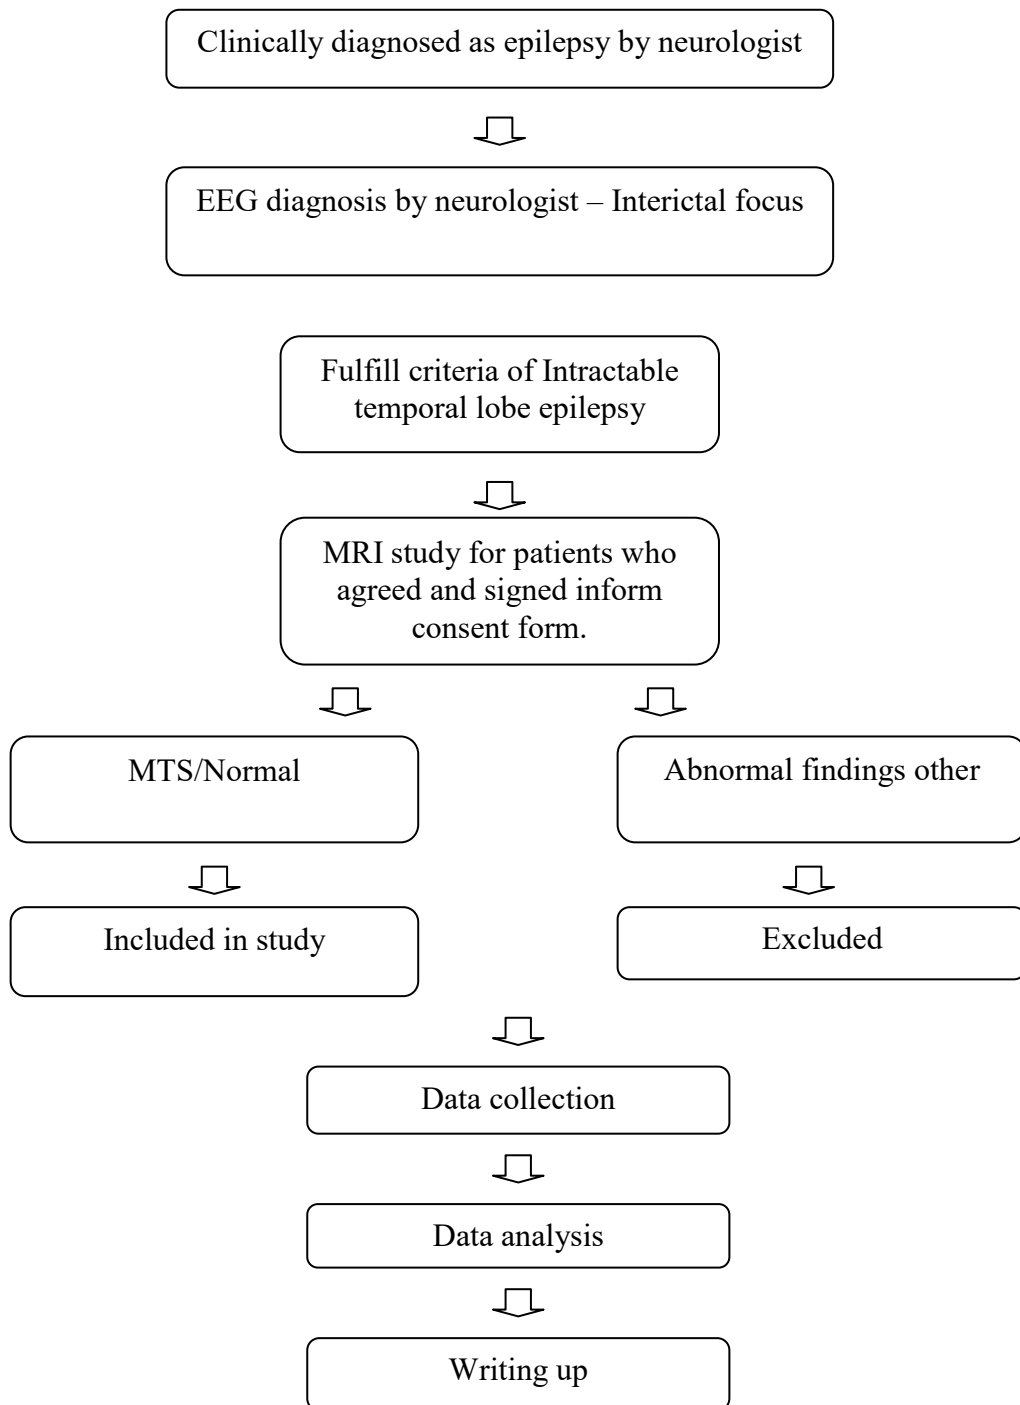 Clinically diagnosed as epilepsy by neurologist
EEG diagnosis by neurologist – Interictal focus
Fulfill criteria of Intractable
temporal lobe epilepsy
MRI study for patients who
agreed and signed inform
consent form.
MTS/Normal
Abnormal findings other
Included in study
Excluded
Data collection
Data analysis
Writing up